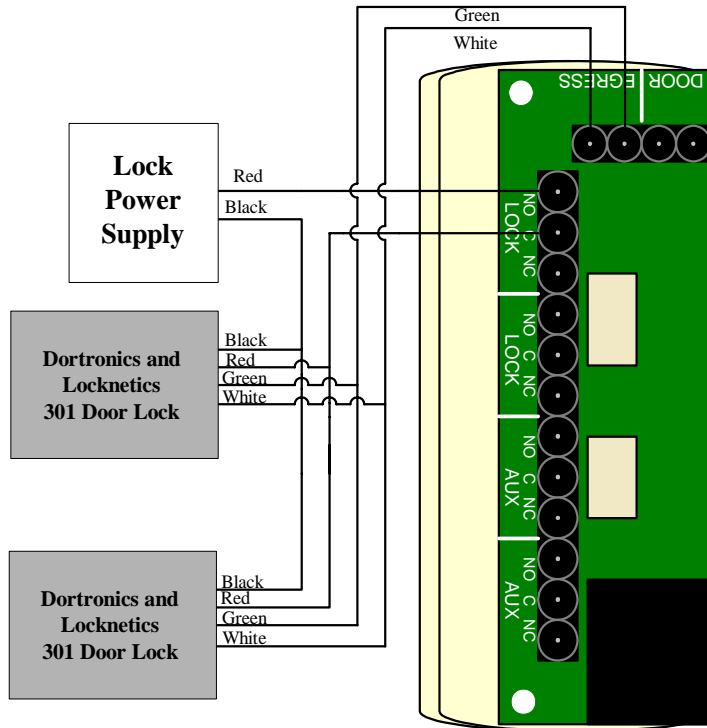 Green
White
EGRESS
DOOR
Lock
Power
Supply
Red
Black
NO C NC
LOCK
Dortronics and
Locknetics
301 Door Lock
Black
Red
Green
White
NO C NC
LOCK
NO C NC
AUX
Dortronics and
Locknetics
301 Door Lock
Black
Red
Green
White
NO C NC
AUX